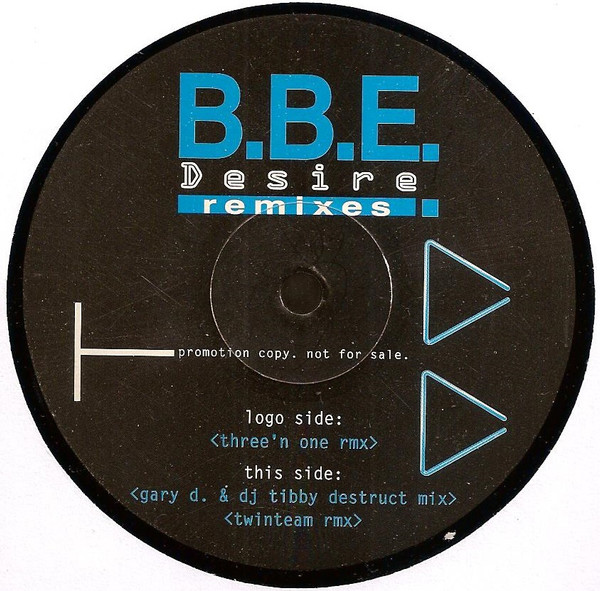 B.B.E.
Desire
remixes
promotion copy. not for sale.
logo side:
<three'n one rmx>
this side:
<gary d. & dj tibby destruct mix>
<twinteam rmx>